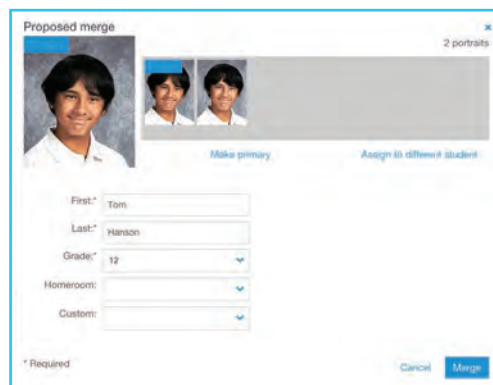 Proposed merge
×
2 portraits
Make primary
Assign to different student
First:* Tom
Last:* Hanson
Grade:* 12
Homeroom:
Custom:
* Required
Cancel
Merge